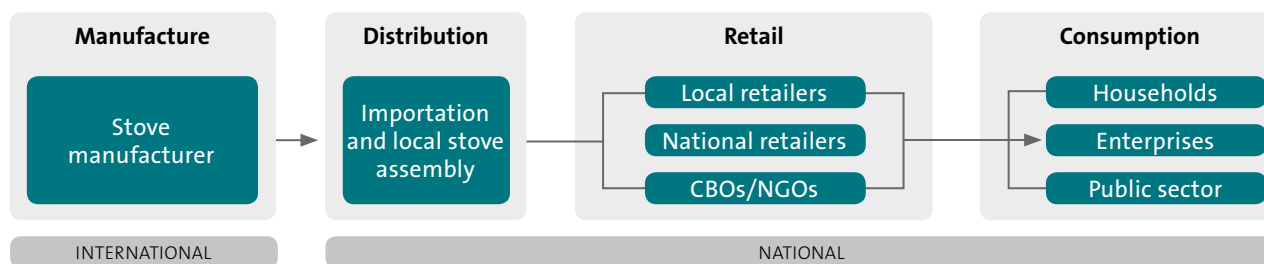 Manufacture
Stove
manufacturer
Distribution
Importation
and local stove
assembly
Retail
Local retailers
National retailers
CBOs/NGOs
Consumption
Households
Enterprises
Public sector
INTERNATIONAL
NATIONAL